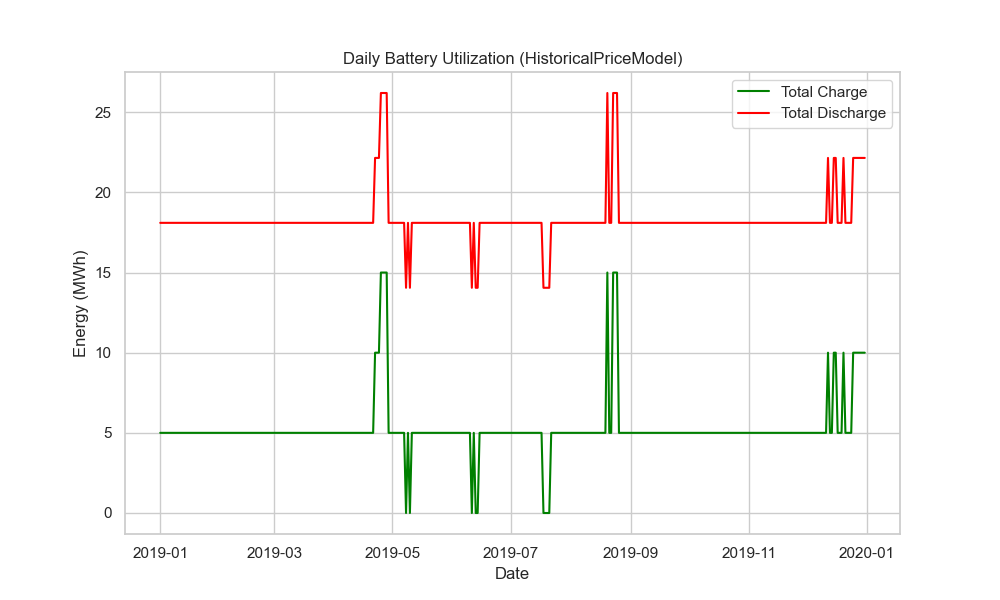 Daily Battery Utilization (HistoricalPriceModel)
Total Charge
Total Discharge
Energy (MWh)
25
20
15
10
5
0
2019-01 2019-03 2019-05 2019-07 2019-09 2019-11 2020-01
Date